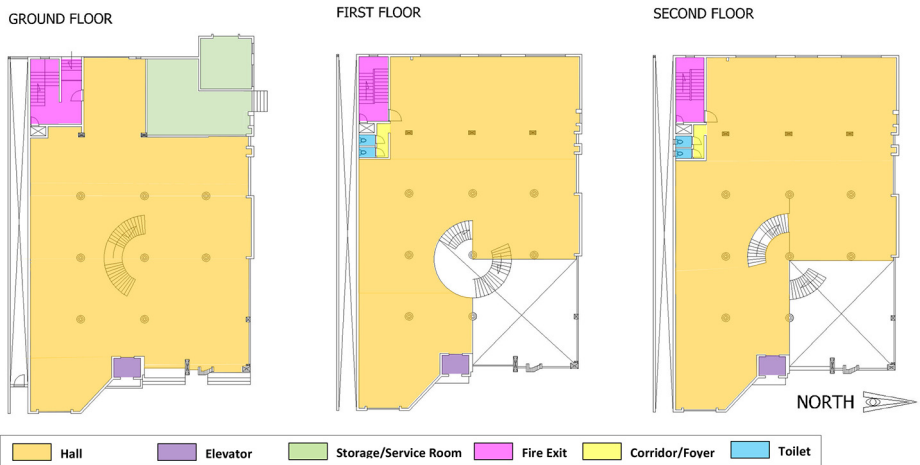 GROUND FLOOR
FIRST FLOOR
SECOND FLOOR
NORTH
Hall
Elevator
Storage/Service Room
Fire Exit
Corridor/Foyer
Toilet